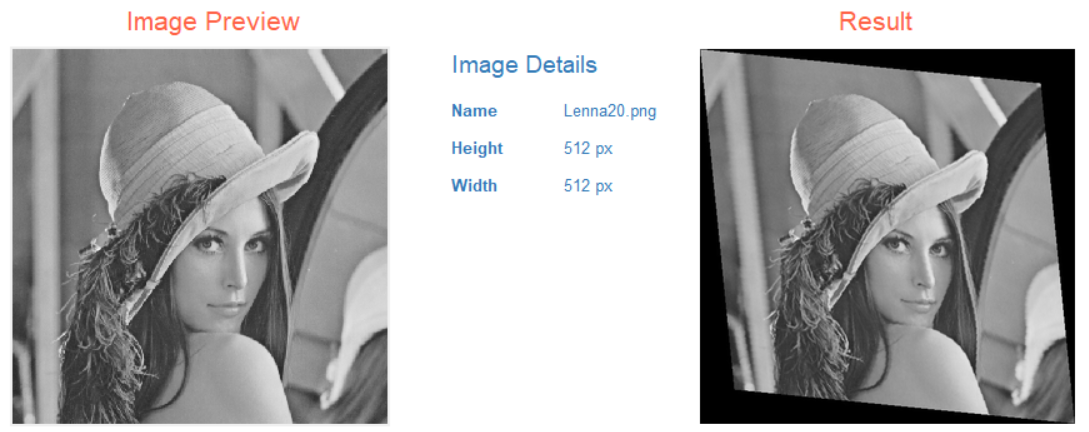 Image Preview
Image Details
Name Lenna20.png
Height 512 px
Width 512 px
Result